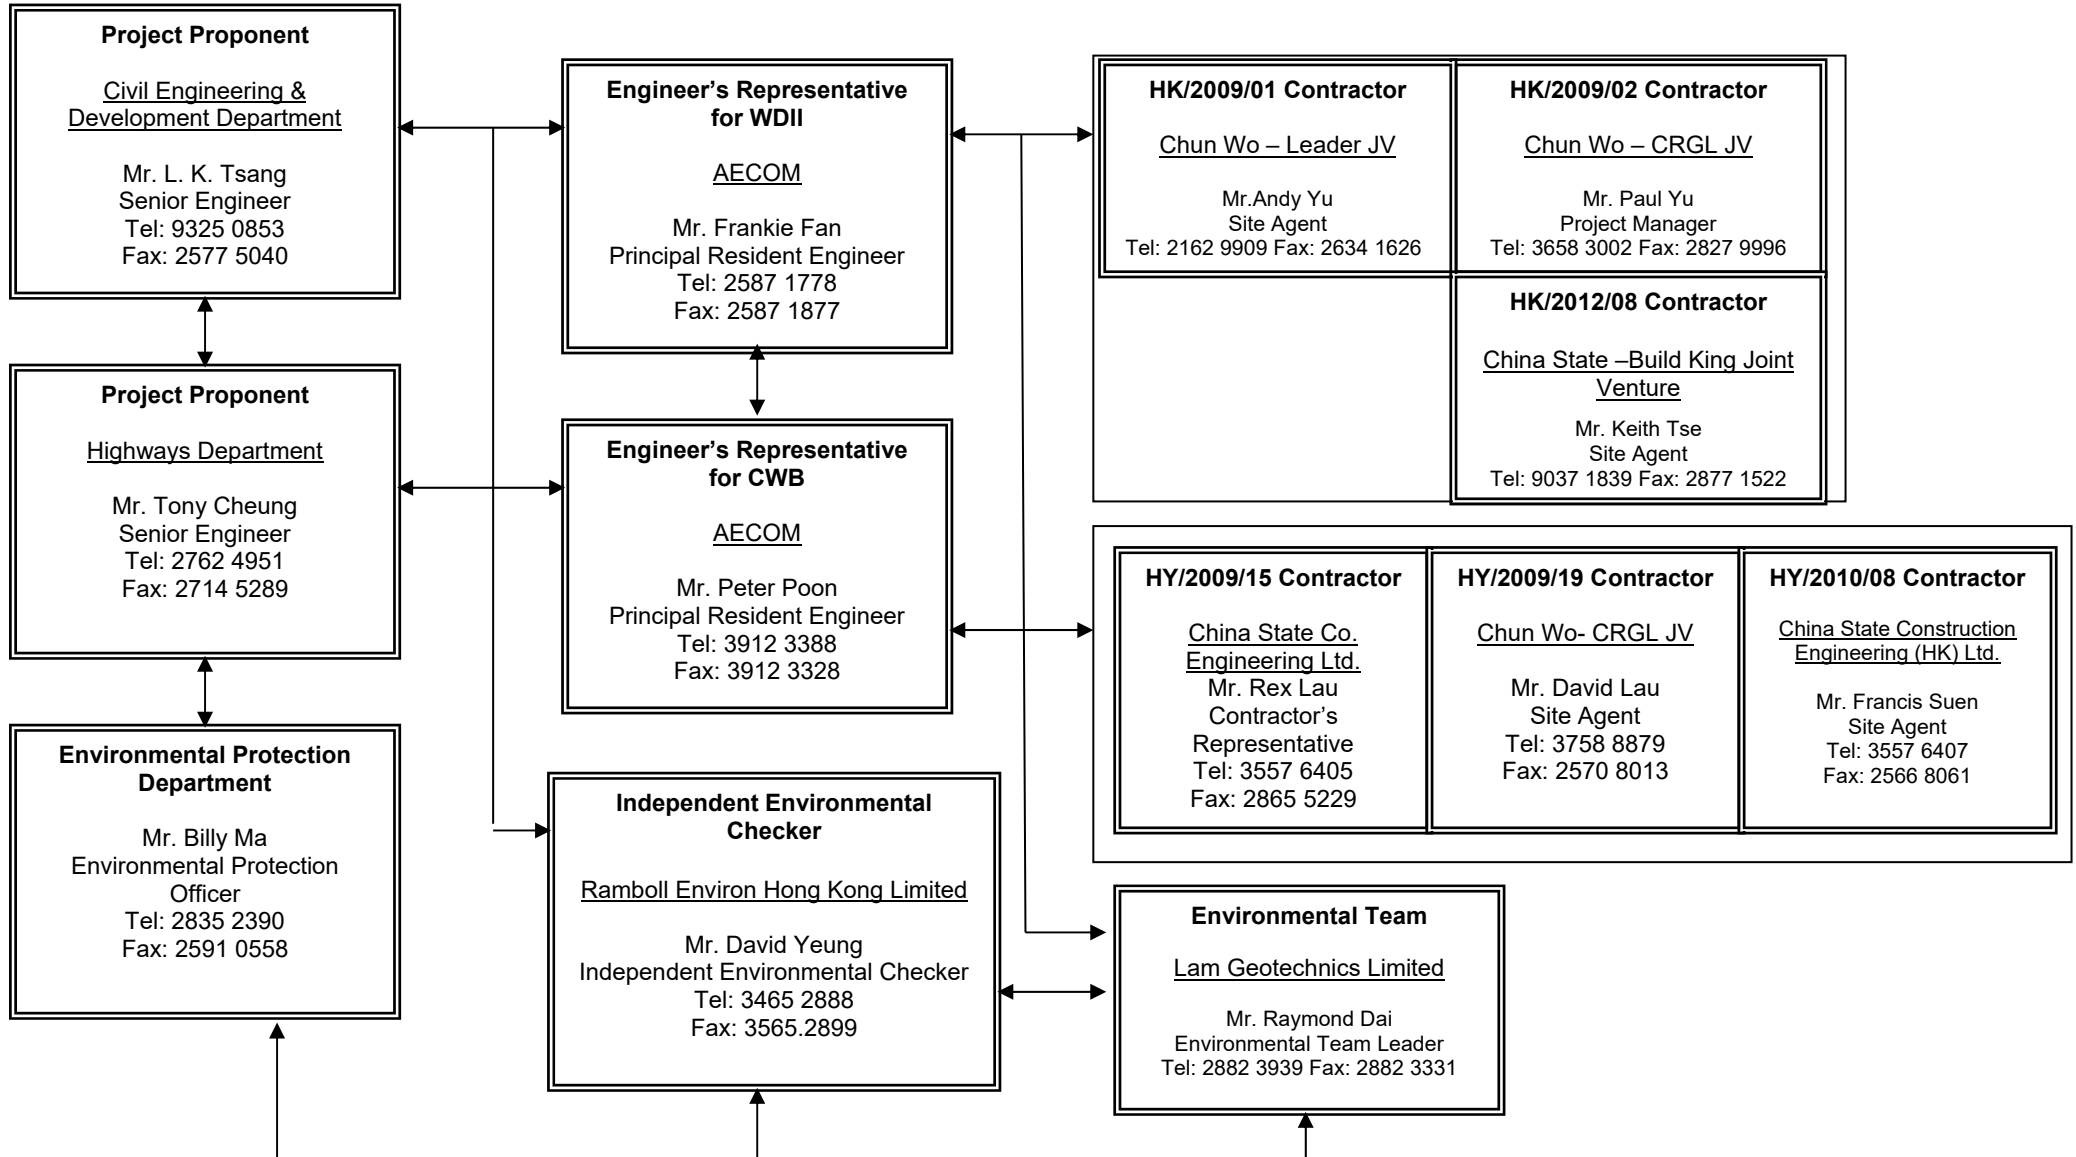 Project Proponent
Civil Engineering &
Development Department
Mr. L. K. Tsang
Senior Engineer
Tel: 9325 0853
Fax: 2577 5040
Project Proponent
Highways Department
Mr. Tony Cheung
Senior Engineer
Tel: 2762 4951
Fax: 2714 5289
Environmental Protection
Department
Mr. Billy Ma
Environmental Protection
Officer
Tel: 2835 2390
Fax: 2591 0558
Engineer’s Representative
for WDII
AECOM
Mr. Frankie Fan
Principal Resident Engineer
Tel: 2587 1778
Fax: 2587 1877
Engineer’s Representative
for CWB
AECOM
Mr. Peter Poon
Principal Resident Engineer
Tel: 3912 3388
Fax: 3912 3328
Independent Environmental
Checker
Ramboll Environ Hong Kong Limited
Mr. David Yeung
Independent Environmental Checker
Tel: 3465 2888
Fax: 3565.2899
HK/2009/01 Contractor
Chun Wo – Leader JV
Mr.Andy Yu
Site Agent
Tel: 2162 9909 Fax: 2634 1626
HK/2009/02 Contractor
Chun Wo – CRGL JV
Mr. Paul Yu
Project Manager
Tel: 3658 3002 Fax: 2827 9996
HK/2012/08 Contractor
China State –Build King Joint
Venture
Mr. Keith Tse
Site Agent
Tel: 9037 1839 Fax: 2877 1522
HY/2009/15 Contractor
China State Co.
Engineering Ltd.
Mr. Rex Lau
Contractor’s
Representative
Tel: 3557 6405
Fax: 2865 5229
HY/2009/19 Contractor
Chun Wo- CRGL JV
Mr. David Lau
Site Agent
Tel: 3758 8879
Fax: 2570 8013
HY/2010/08 Contractor
China State Construction
Engineering (HK) Ltd.
Mr. Francis Suen
Site Agent
Tel: 3557 6407
Fax: 2566 8061
Environmental Team
Lam Geotechnics Limited
Mr. Raymond Dai
Environmental Team Leader
Tel: 2882 3939 Fax: 2882 3331